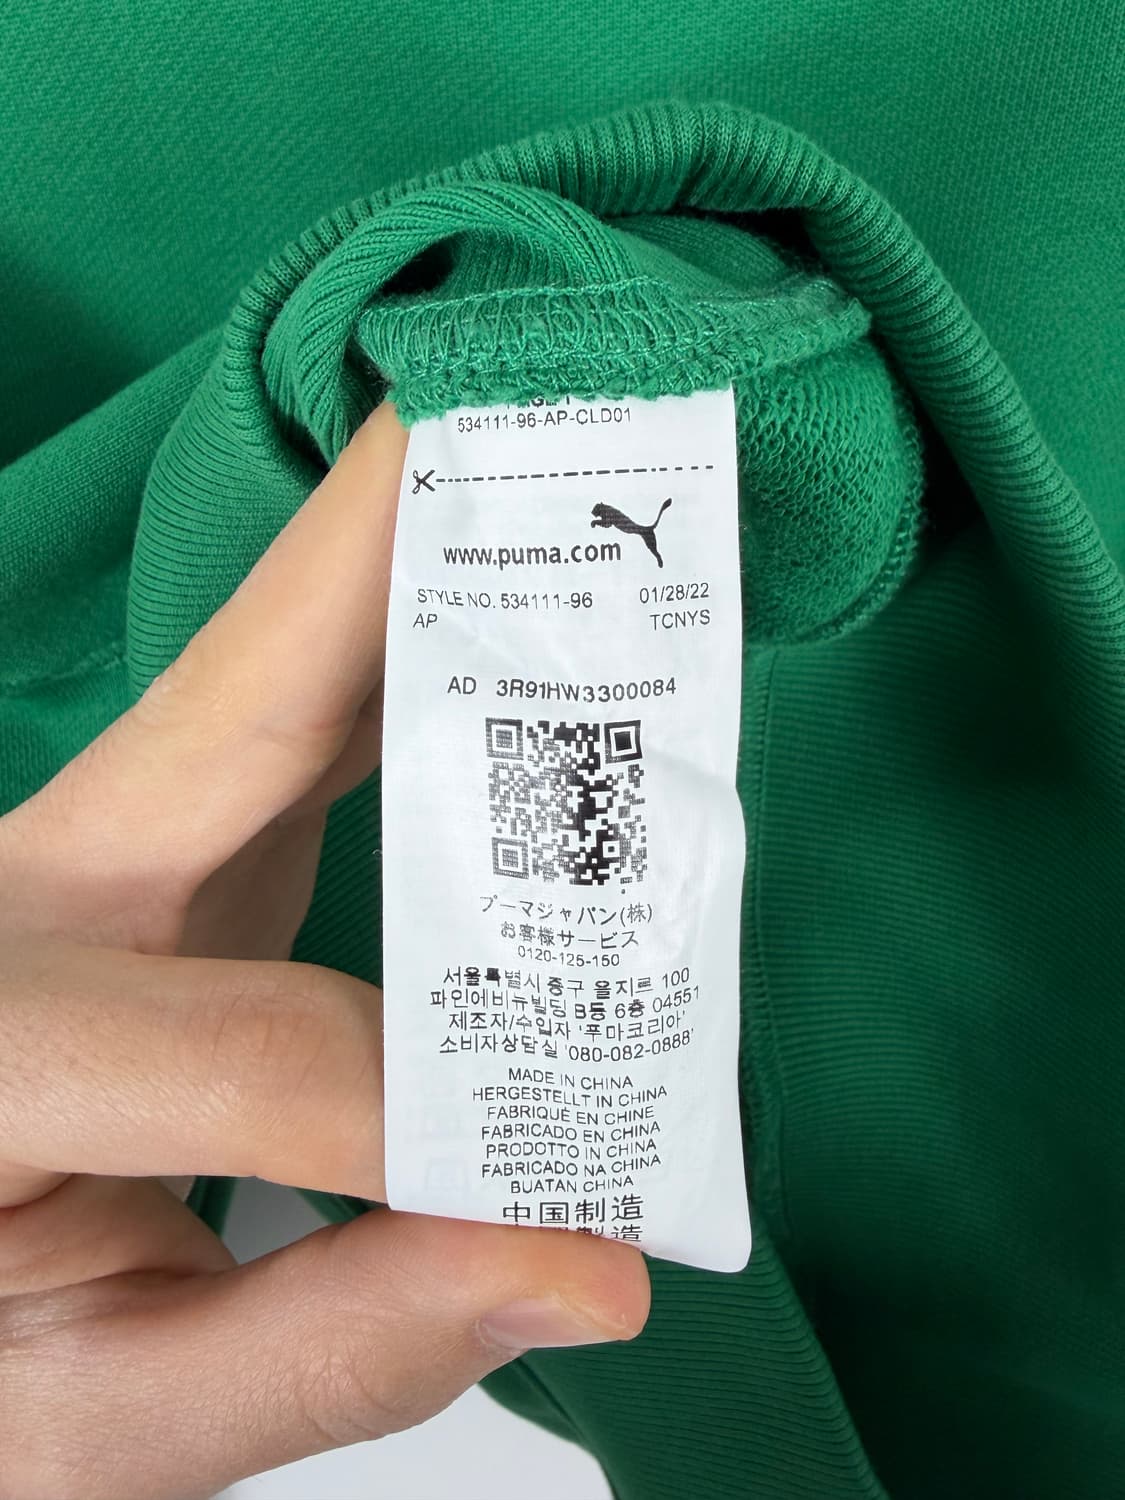 534111-96-AP-CLD01
www.puma.com
STYLE NO. 534111-96 01/28/22
AP TCNYS
AD 3R91HW3300084
プーマジャパン(株)
お客様サービス
0120-125-150
서울특별시 중구 을지로 100
파인에비뉴빌딩 B동 6층 04551
제조자/수입자 '푸마코리아'
소비자상담실 '080-082-0888'
MADE IN CHINA
HERGESTELLT IN CHINA
FABRIQUÉ EN CHINE
FABRICADO EN CHINA
PRODOTTO IN CHINA
FABRICADO NA CHINA
BUATAN CHINA
中国制造